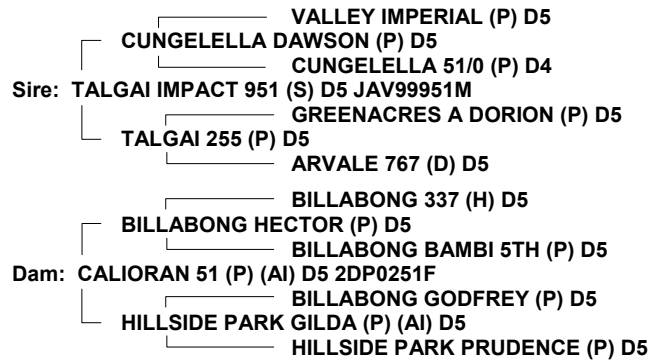 VALLEY IMPERIAL (P) D5
CUNGELELLA DAWSON (P) D5
CUNGELELLA 51/0 (P) D4
Sire: TALGAI IMPACT 951 (S) D5 JAV99951M
GREENACRES A DORION (P) D5
TALGAI 255 (P) D5
ARVALE 767 (D) D5
BILLABONG 337 (H) D5
BILLABONG HECTOR (P) D5
BILLABONG BAMBI 5TH (P) D5
Dam: CALIORAN 51 (P) (AI) D5 2DP0251F
BILLABONG GODFREY (P) D5
HILLSIDE PARK GILDA (P) (AI) D5
HILLSIDE PARK PRUDENCE (P) D5